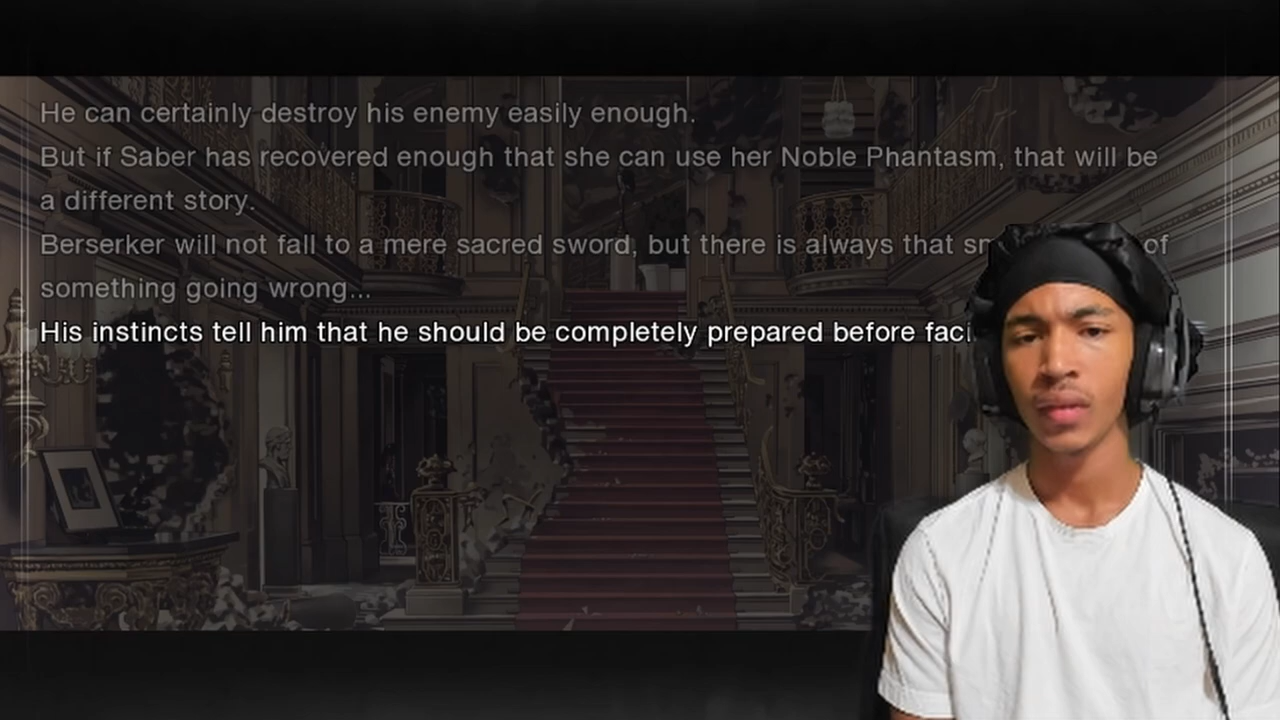 He can certainly destroy his enemy easily enough.
But if Saber has recovered enough that she can use her Noble Phantasm, that will be
a different story.
Berserker will not fall to a mere sacred sword, but there is always that of
something going wrong...
His instincts tell him that he should be completely prepared before